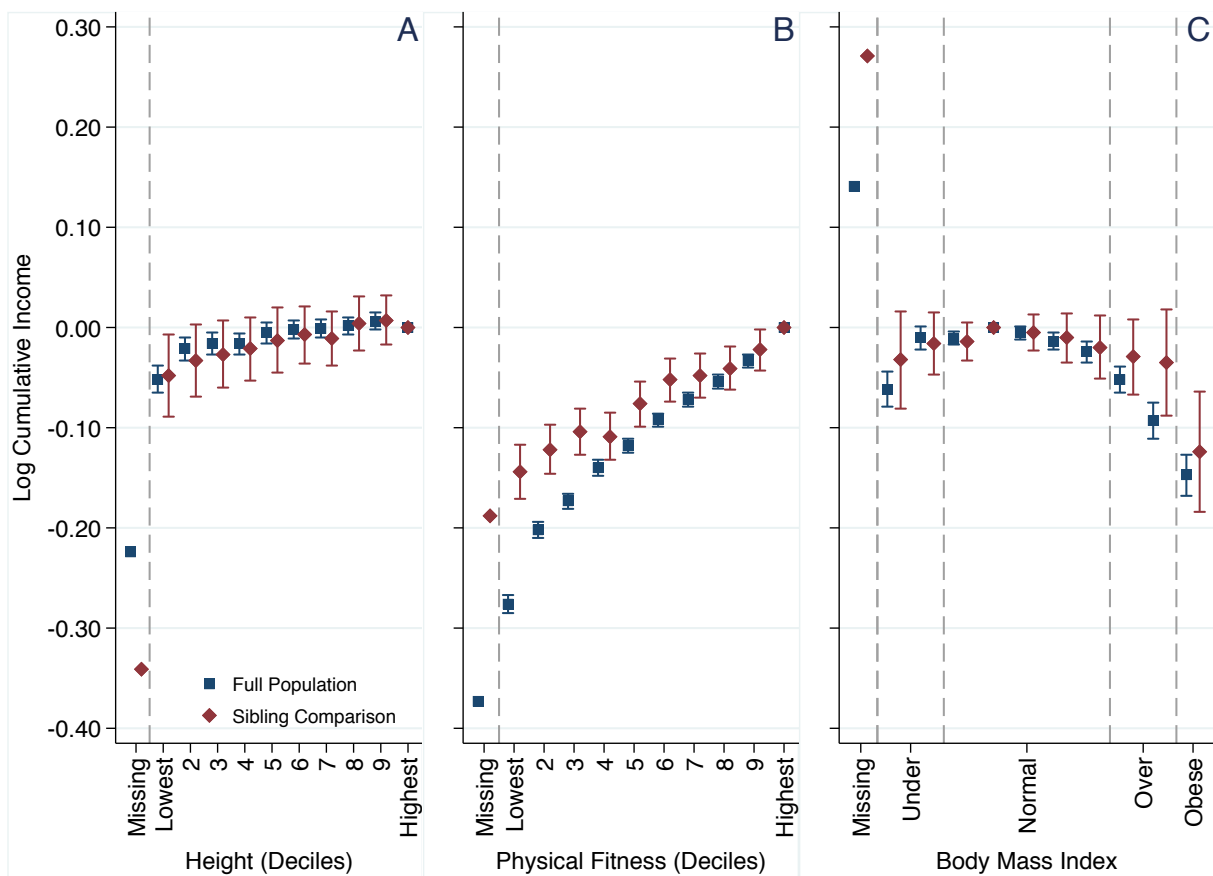 A
B
C
0.30
0.20
0.10
0.00
-0.10
-0.20
-0.30
-0.40
Log Cumulative Income
Full Population
Sibling Comparison
Missing
Lowest
2
3
4
5
6
7
8
9
Highest
Height (Deciles)
Missing
Lowest
2
3
4
5
6
7
8
9
Highest
Physical Fitness (Deciles)
Missing
Under
Normal
Over
Obese
Body Mass Index